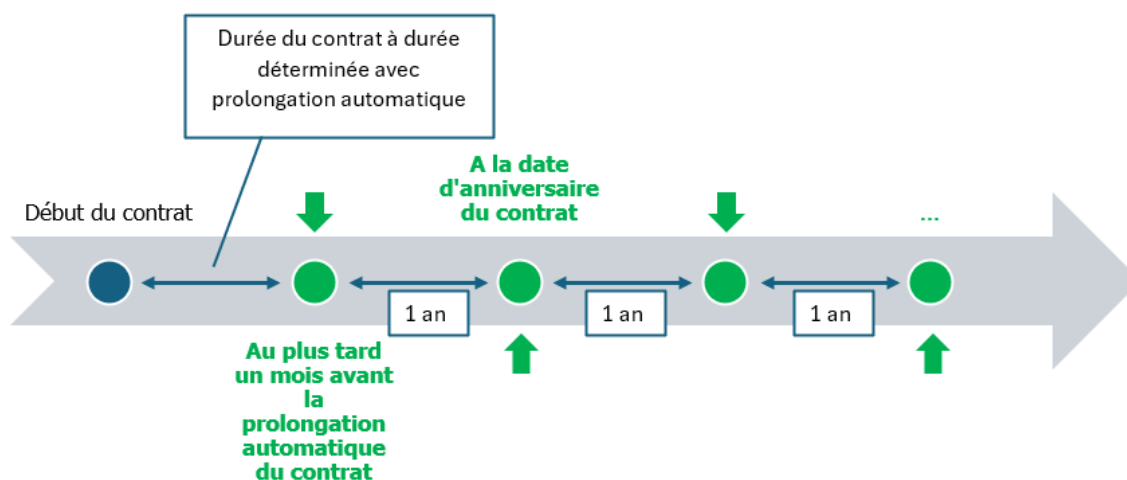 Durée du contrat à durée
déterminée avec
prolongation automatique
A la date
d'anniversaire
du contrat
Début du contrat
...
1 an
1 an
1 an
Au plus tard
un mois avant
la
prolongation
automatique
du contrat